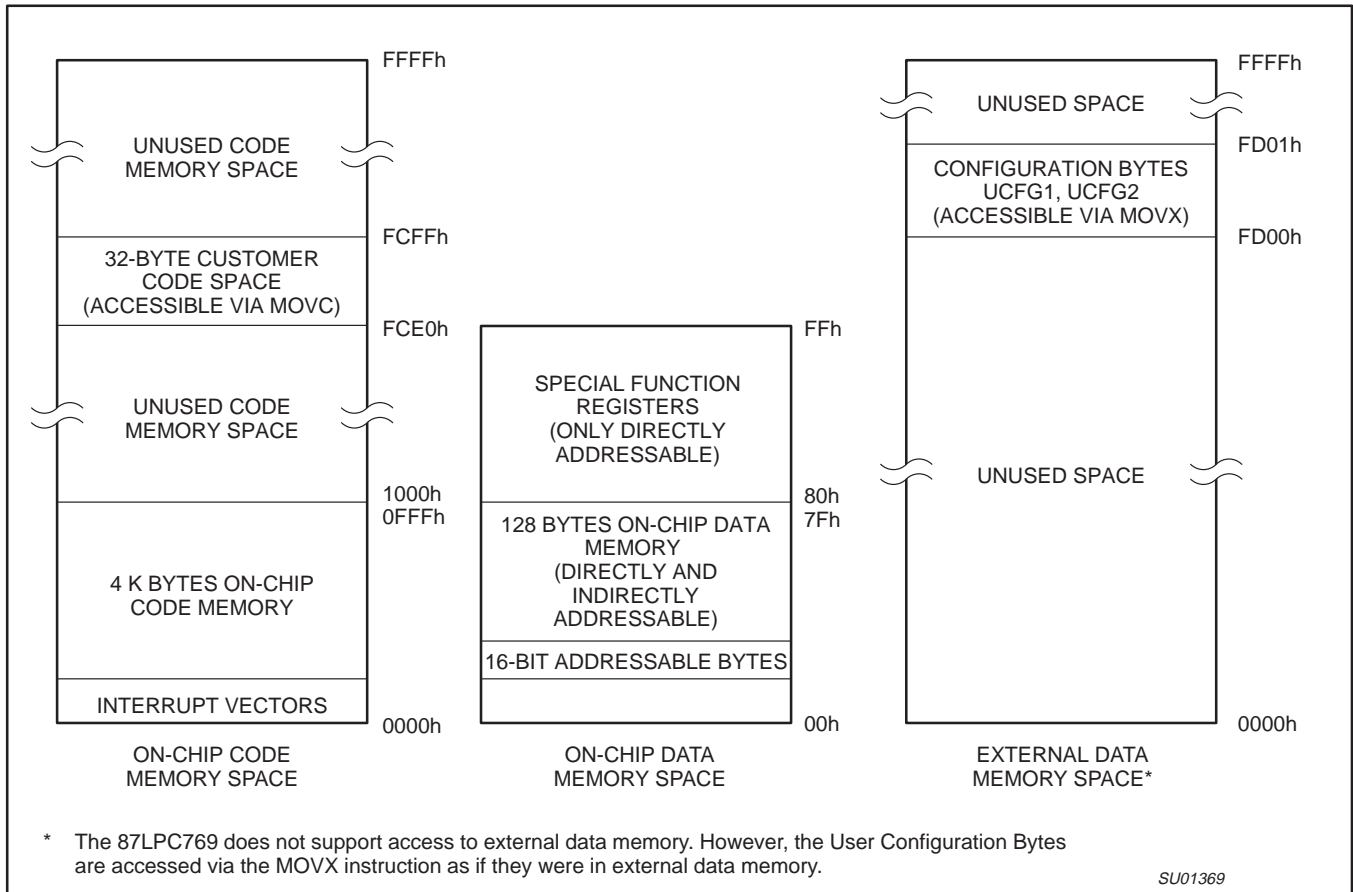 FFFFh
UNUSED CODE
MEMORY SPACE
FCFFh
32-BYTE CUSTOMER
CODE SPACE
(ACCESSIBLE VIA MOVC)
FCE0h
UNUSED CODE
MEMORY SPACE
1000h
0FFFh
4 K BYTES ON-CHIP
CODE MEMORY
INTERRUPT VECTORS
0000h
ON-CHIP CODE
MEMORY SPACE
FFh
SPECIAL FUNCTION
REGISTERS
(ONLY DIRECTLY
ADDRESSABLE)
80h
7Fh
128 BYTES ON-CHIP DATA
MEMORY
(DIRECTLY AND
INDIRECTLY
ADDRESSABLE)
16-BIT ADDRESSABLE BYTES
00h
ON-CHIP DATA
MEMORY SPACE
FFFFh
UNUSED SPACE
FD01h
CONFIGURATION BYTES
UCFG1, UCFG2
(ACCESSIBLE VIA MOVX)
FD00h
UNUSED SPACE
0000h
EXTERNAL DATA
MEMORY SPACE*
* The 87LPC769 does not support access to external data memory. However, the User Configuration Bytes
are accessed via the MOVX instruction as if they were in external data memory.
SU01369